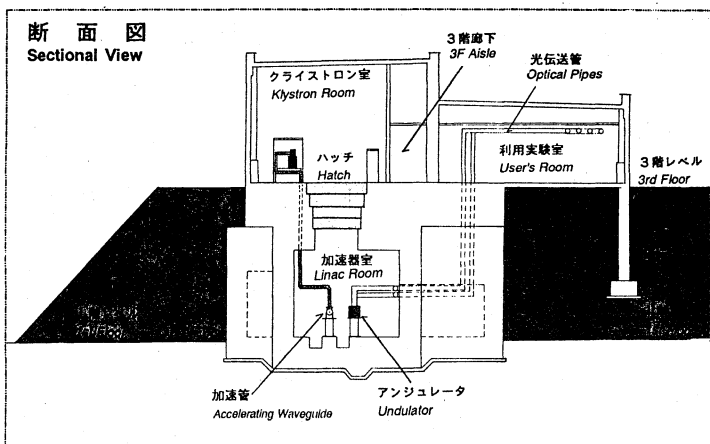 断面図
Sectional View
3階廊下
3F Aisle
光伝送管
Optical Pipes
クライストロン室
Klystron Room
ハッチ
Hatch
利用実験室
User's Room
3階レベル
3rd Floor
加速器室
Linac Room
加速管
Accelerating Waveguide
アンジュレータ
Undulator